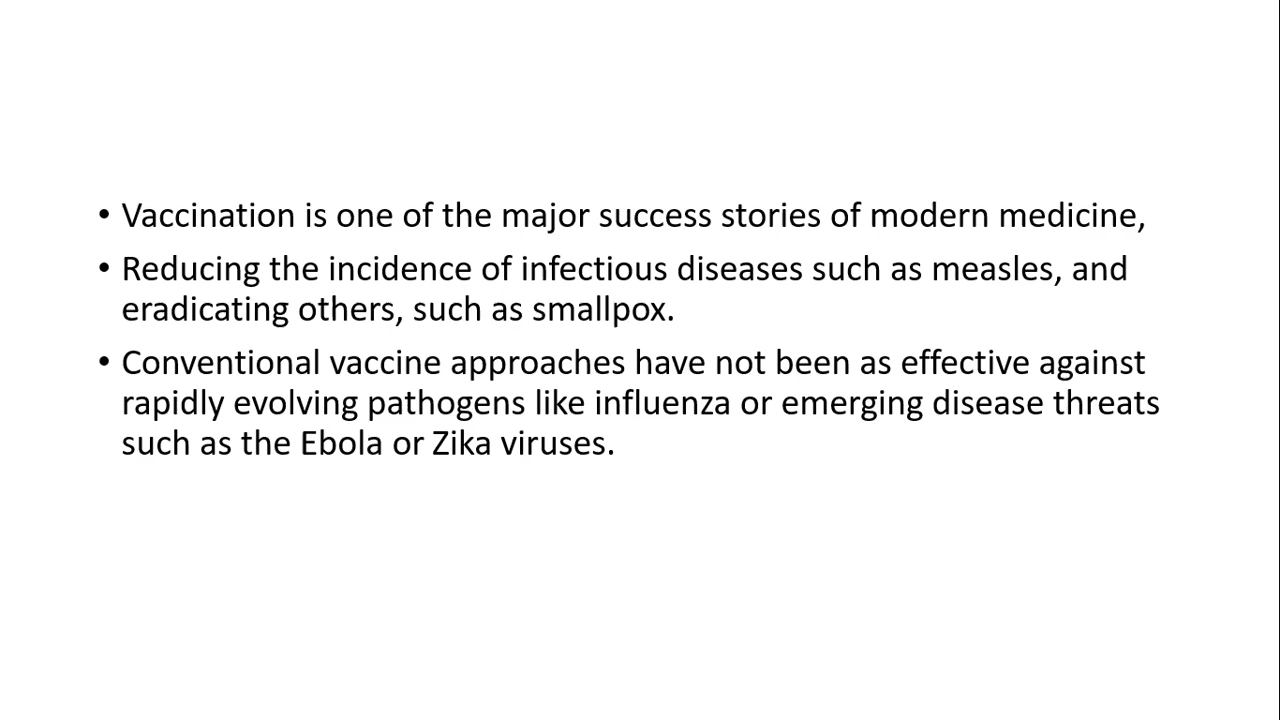 • Vaccination is one of the major success stories of modern medicine,
• Reducing the incidence of infectious diseases such as measles, and
eradicating others, such as smallpox.
• Conventional vaccine approaches have not been as effective against
rapidly evolving pathogens like influenza or emerging disease threats
such as the Ebola or Zika viruses.